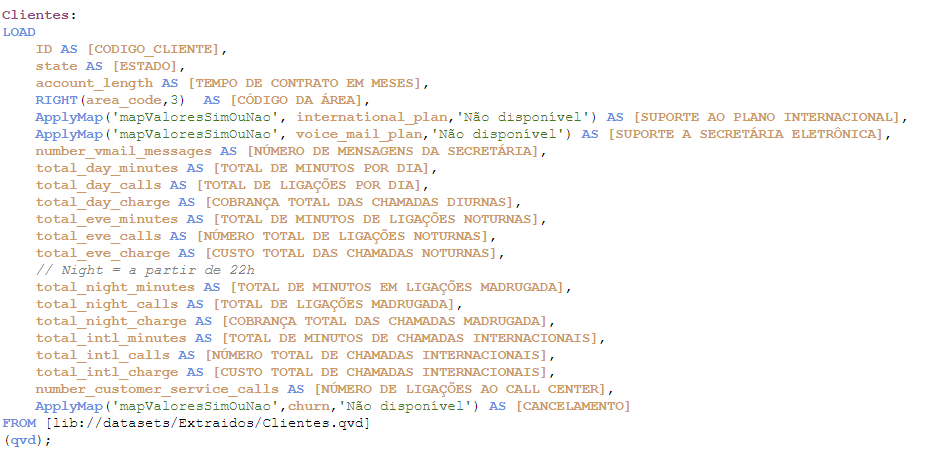 Clientes:
LOAD
ID AS [CODIGO_CLIENTE],
state AS [ESTADO],
account_length AS [TEMPO DE CONTRATO EM MESES],
RIGHT(area_code,3)  AS [CÓDIGO DA ÁREA],
ApplyMap('mapValoresSimOuNao', international_plan,'Não disponível') AS [SUPORTE AO PLANO INTERNACIONAL],
ApplyMap('mapValoresSimOuNao', voice_mail_plan,'Não disponível') AS [SUPORTE A SECRETÁRIA ELETRÔNICA],
number_vmail_messages AS [NÚMERO DE MENSAGENS DA SECRETÁRIA],
total_day_minutes AS [TOTAL DE MINUTOS POR DIA],
total_day_calls AS [TOTAL DE LIGAÇÕES POR DIA],
total_day_charge AS [COBRANÇA TOTAL DAS CHAMADAS DIURNAS],
total_eve_minutes AS [TOTAL DE MINUTOS DE LIGAÇÕES NOTURNAS],
total_eve_calls AS [NÚMERO TOTAL DE LIGAÇÕES NOTURNAS],
total_eve_charge AS [CUSTO TOTAL DAS CHAMADAS NOTURNAS],
// Night = a partir de 22h
total_night_minutes AS [TOTAL DE MINUTOS EM LIGAÇÕES MADRUGADA],
total_night_calls AS [TOTAL DE LIGAÇÕES MADRUGADA],
total_night_charge AS [COBRANÇA TOTAL DAS CHAMADAS MADRUGADA],
total_intl_minutes AS [TOTAL DE MINUTOS DE CHAMADAS INTERNACIONAIS],
total_intl_calls AS [NÚMERO TOTAL DE CHAMADAS INTERNACIONAIS],
total_intl_charge AS [CUSTO TOTAL DE CHAMADAS INTERNACIONAIS],
number_customer_service_calls AS [NÚMERO DE LIGAÇÕES AO CALL CENTER],
ApplyMap('mapValoresSimOuNao',churn,'Não disponível') AS [CANCELAMENTO]
FROM [lib://datasets/Extraidos/Clientes.qvd]
(qvd);